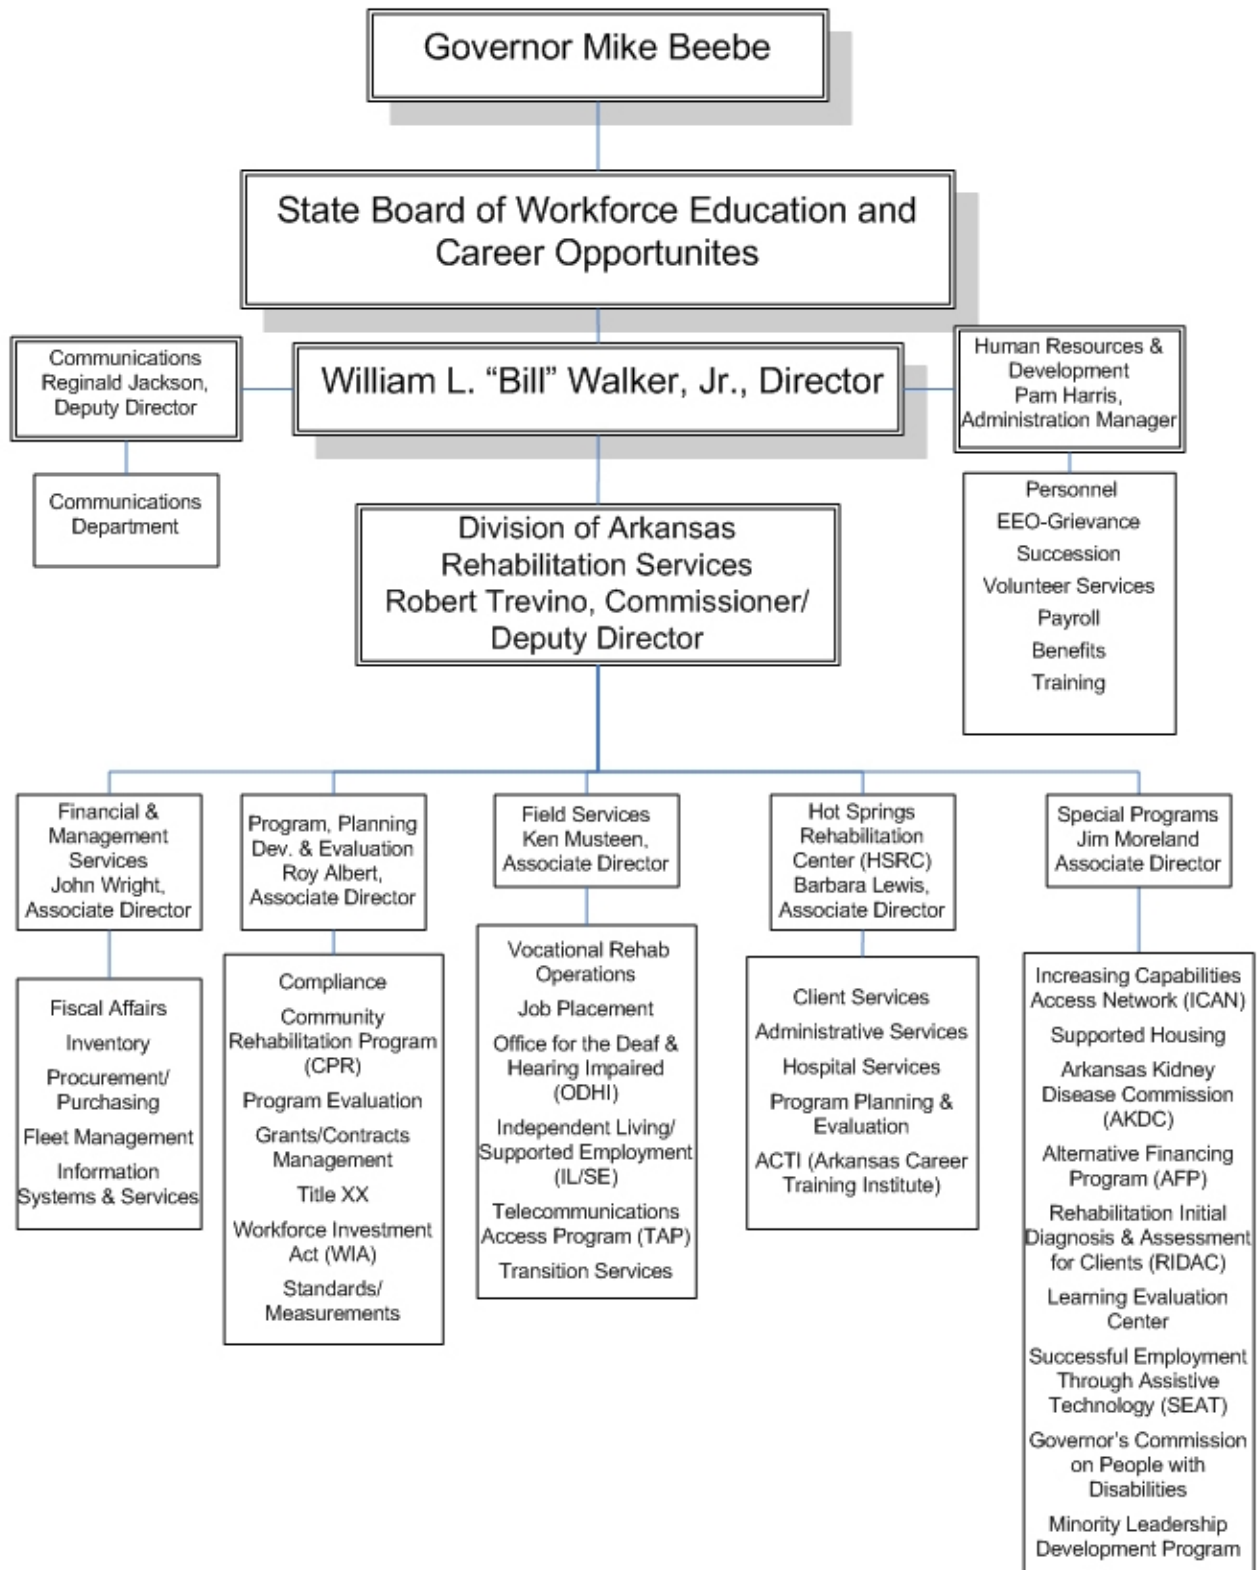 Governor Mike Beebe
State Board of Workforce Education and
Career Opportunites
Communications
Reginald Jackson,
Deputy Director
William L. “Bill” Walker, Jr., Director
Human Resources &
Development
Pam Harris,
Administration Manager
Communications
Department
Personnel
EEO-Grievance
Succession
Volunteer Services
Payroll
Benefits
Training
Division of Arkansas
Rehabilitation Services
Robert Trevino, Commissioner/
Deputy Director
Financial &
Management
Services
John Wright,
Associate Director
Fiscal Affairs
Inventory
Procurement/
Purchasing
Fleet Management
Information
Systems & Services
Program, Planning
Dev. & Evaluation
Roy Albert,
Associate Director
Compliance
Community
Rehabilitation Program
(CPR)
Program Evaluation
Grants/Contracts
Management
Title XX
Workforce Investment
Act (WIA)
Standards/
Measurements
Field Services
Ken Musteen,
Associate Director
Vocational Rehab
Operations
Job Placement
Office for the Deaf &
Hearing Impaired
(ODHI)
Independent Living/
Supported Employment
(IL/SE)
Telecommunications
Access Program (TAP)
Transition Services
Hot Springs
Rehabilitation
Center (HSRC)
Barbara Lewis,
Associate Director
Client Services
Administrative Services
Hospital Services
Program Planning &
Evaluation
ACTI (Arkansas Career
Training Institute)
Special Programs
Jim Moreland
Associate Director
Increasing Capabilities
Access Network (ICAN)
Supported Housing
Arkansas Kidney
Disease Commission
(AKDC)
Alternative Financing
Program (AFP)
Rehabilitation Initial
Diagnosis & Assessment
for Clients (RIDAC)
Learning Evaluation
Center
Successful Employment
Through Assistive
Technology (SEAT)
Governor’s Commission
on People with
Disabilities
Minority Leadership
Development Program